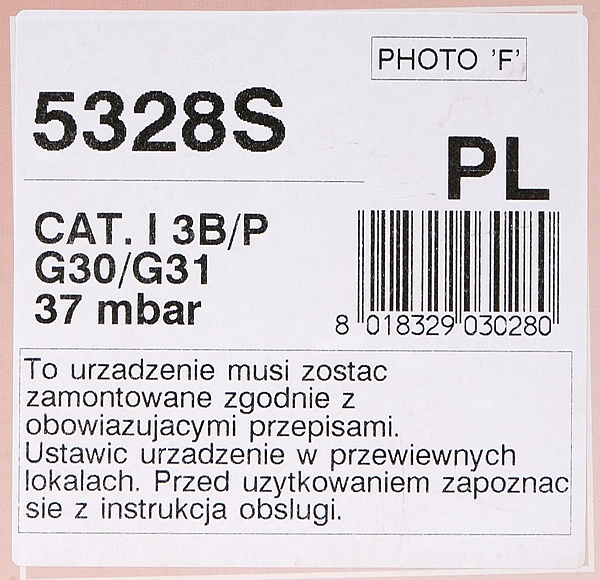 PHOTO 'F'
5328S
PL
CAT. I 3B/P
G30/G31
37 mbar
8 018329 030280
To urzadzenie musi zostac
zamontowane zgodnie z
obowiazujacymi przepisami.
Ustawic urzadzenie w przewiewnych
lokalach. Przed uzytkowaniem zapoznac
sie z instrukcja obslugi.